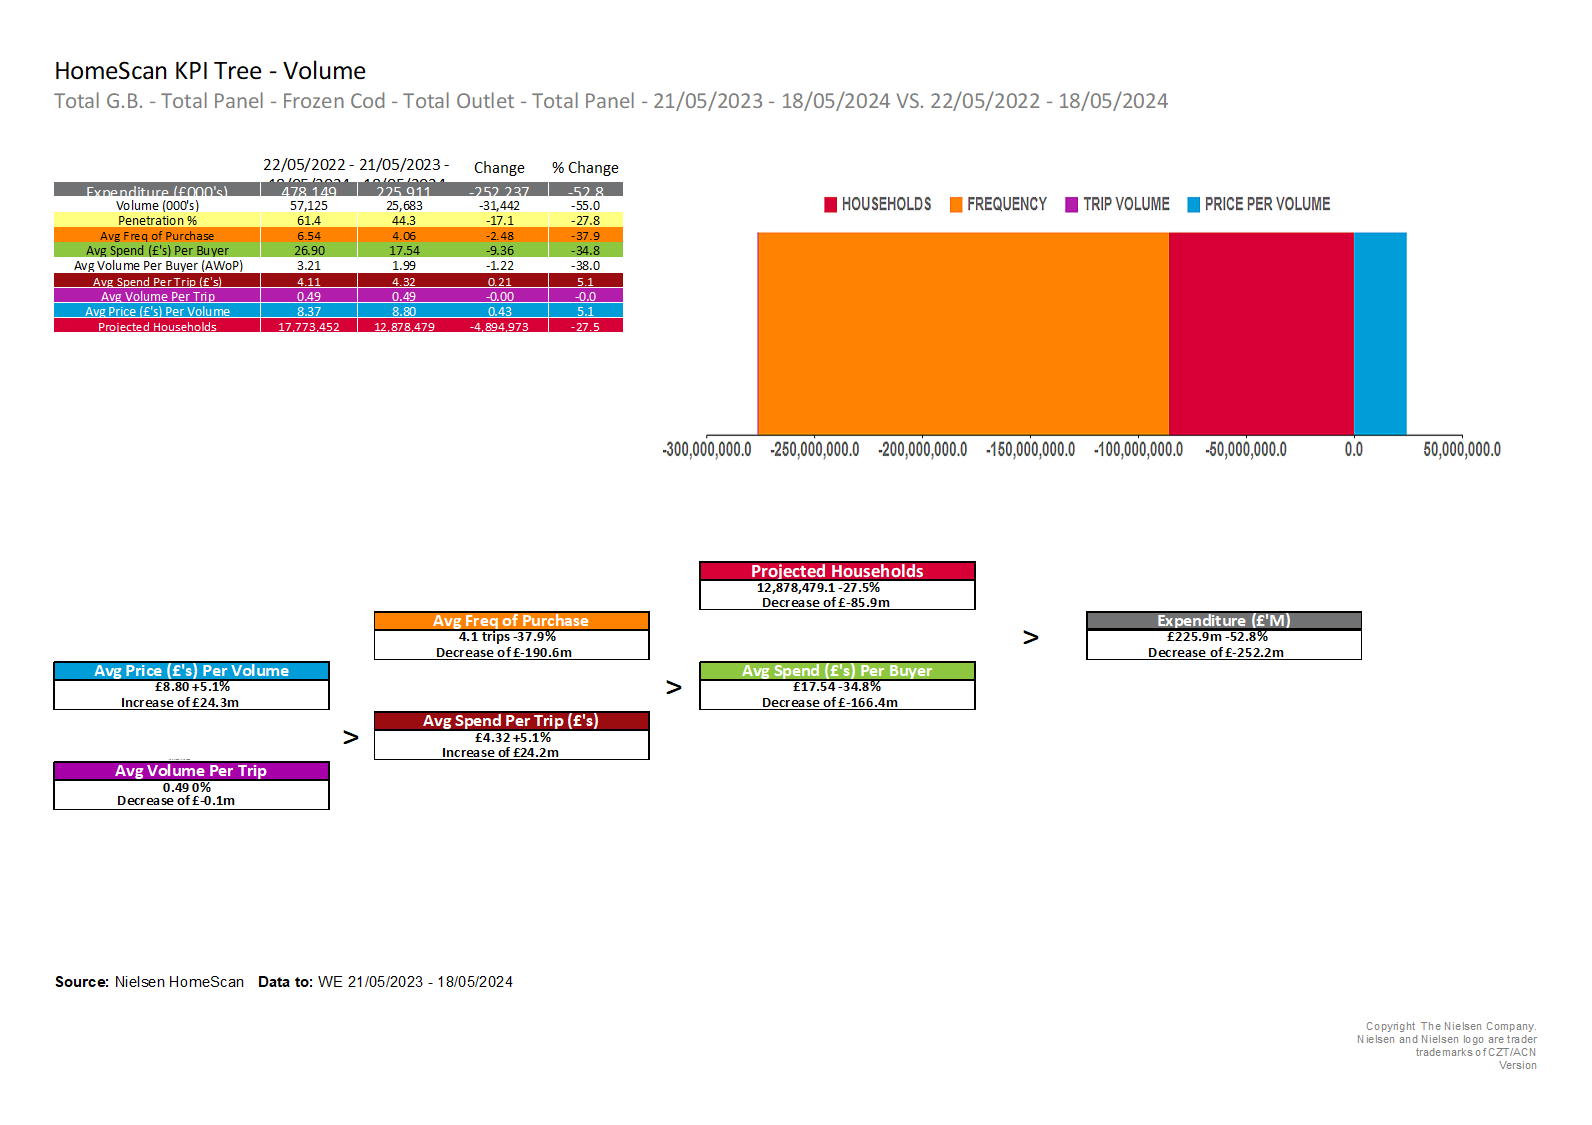 HomeScan KPI Tree - Volume
Total G.B. - Total Panel - Frozen Cod - Total Outlet - Total Panel - 21/05/2023 - 18/05/2024 VS. 22/05/2022 - 18/05/2024
22/05/2022 - 21/05/2023 - Change % Change
18/05/2024 18/05/2024
Expenditure (£000's) 478,149 225,911 -252,237 -52.8
Volume (000's) 57,125 25,683 -31,442 -55.0
Penetration % 61.4 44.3 -17.1 -27.8
Avg Freq of Purchase 6.54 4.06 -2.48 -37.9
Avg Spend (£'s) Per Buyer 26.90 17.54 -9.36 -34.8
Avg Volume Per Buyer (AWoP) 3.21 1.99 -1.22 -38.0
Avg Spend Per Trip (£'s) 4.11 4.32 0.21 5.1
Avg Volume Per Trip 0.49 0.49 -0.00 -0.0
Avg Price (£'s) Per Volume 8.37 8.80 0.43 5.1
Projected Households 17,773,452 12,878,479 -4,894,973 -27.5
HOUSEHOLDS FREQUENCY TRIP VOLUME PRICE PER VOLUME
-300,000,000.0 -250,000,000.0 -200,000,000.0 -150,000,000.0 -100,000,000.0 -50,000,000.0 0.0 50,000,000.0
Projected Households
12,878,479.1 -27.5%
Decrease of £-85.9m
Avg Freq of Purchase
4.1 trips -37.9%
Decrease of £-190.6m
>
Expenditure (£'M)
£225.9m -52.8%
Decrease of £-252.2m
Avg Price (£'s) Per Volume
£8.80 +5.1%
Increase of £24.3m
>
Avg Spend (£'s) Per Buyer
£17.54 -34.8%
Decrease of £-166.4m
>
Avg Spend Per Trip (£'s)
£4.32 +5.1%
Increase of £24.2m
Avg Volume Per Trip
0.49 0%
Decrease of £-0.1m
Source: Nielsen HomeScan Data to: WE 21/05/2023 - 18/05/2024
Copyright The Nielsen Company.
Nielsen and Nielsen logo are trader
trademarks of CZT/ACN
Version